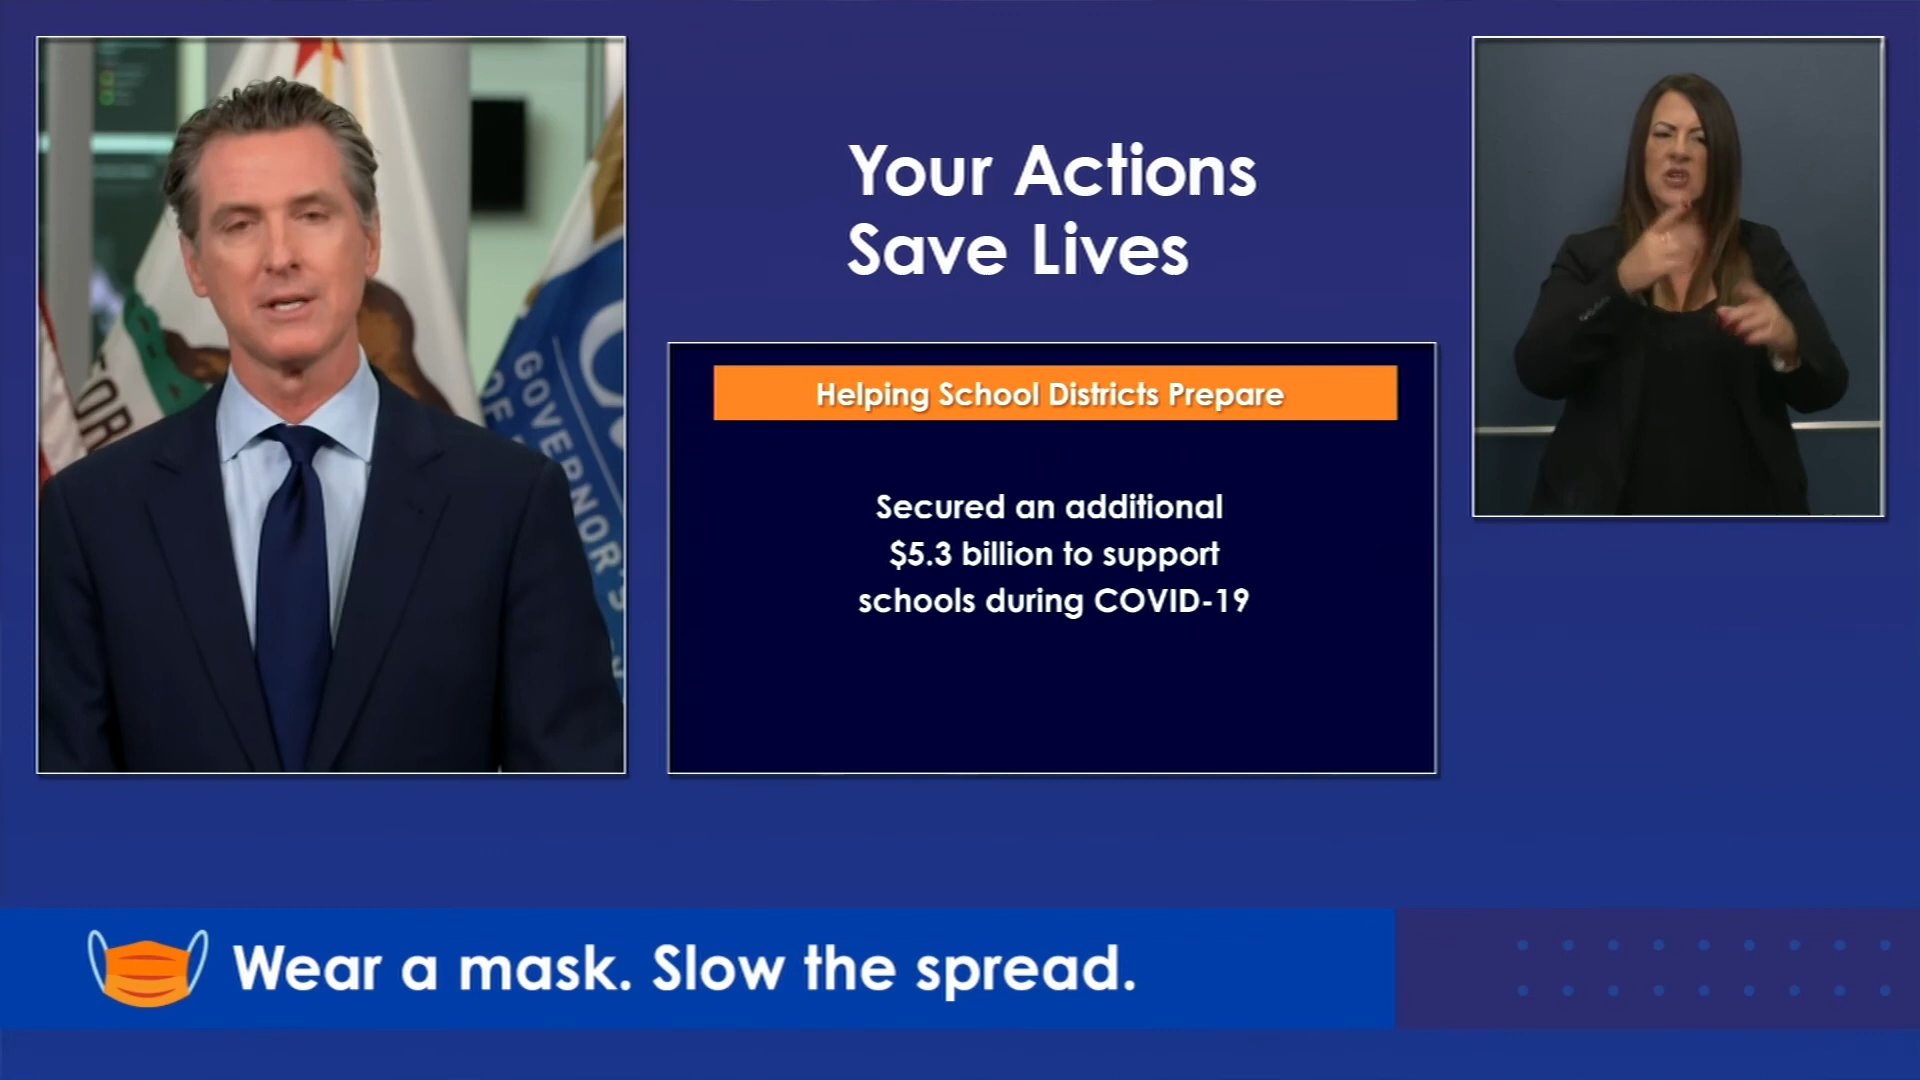 Your Actions
Save Lives
Helping School Districts Prepare
Secured an additional
$5.3 billion to support
schools during COVID-19
GOVERNOR'S
Wear a mask. Slow the spread.